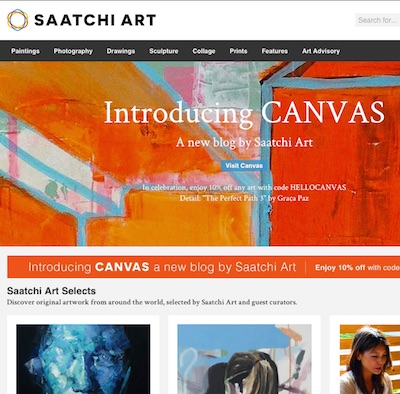 SAATCHI ART
Search for...
Paintings Photography Drawings Sculpture Collage Prints Features Art Advisory
Introducing CANVAS
A new blog by Saatchi Art
Visit Canvas
In celebration, enjoy 10% off any art with code HELLOCANVAS
Detail: "The Perfect Path 3" by Graça Paz
Introducing CANVAS a new blog by Saatchi Art | Enjoy 10% off with code
Saatchi Art Selects
Discover original artwork from around the world, selected by Saatchi Art and guest curators.